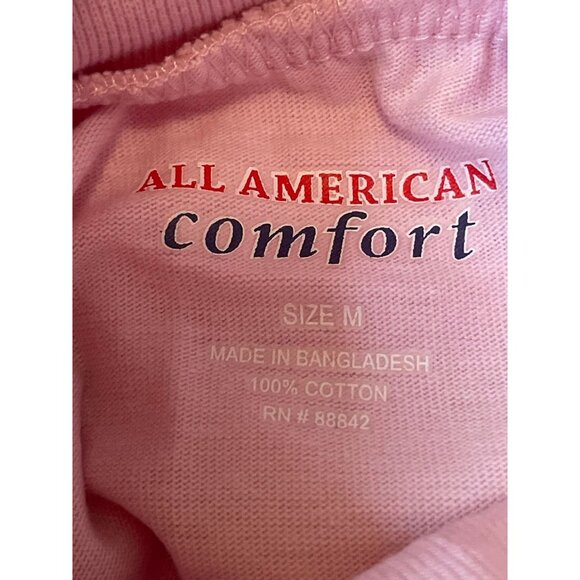 ALL AMERICAN
comfort
SIZE M
MADE IN BANGLADESH
100% COTTON
RN # 88842